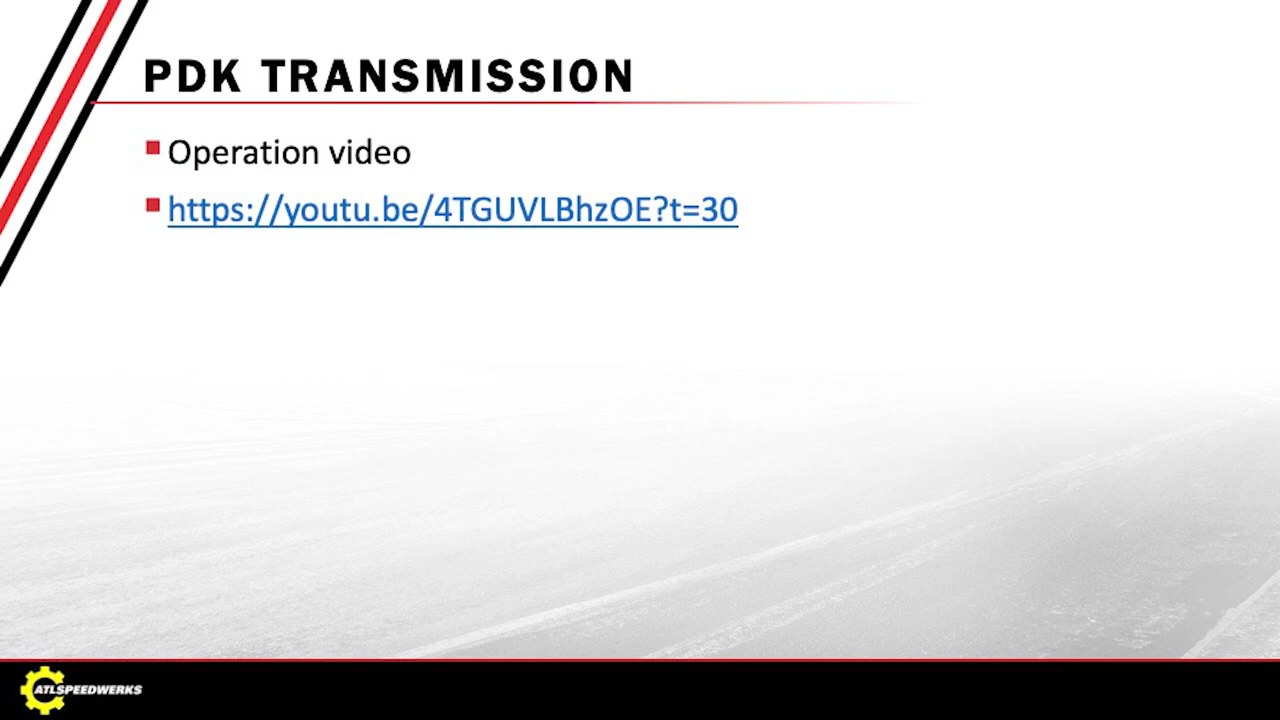 PDK TRANSMISSION
Operation video
https://youtu.be/4TGUVLBhzOE?t=30
ATLSPEEDWERKS